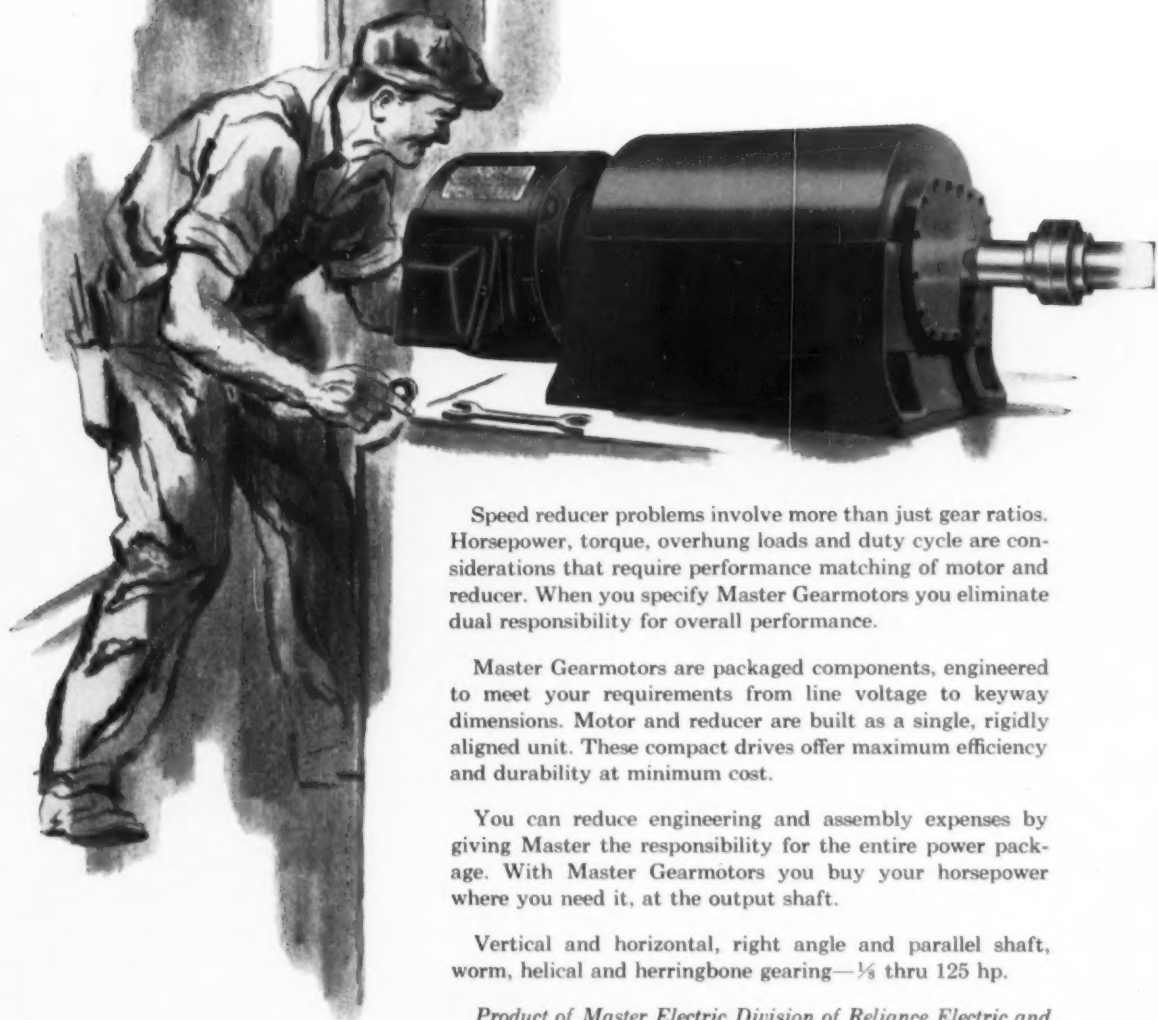 Speed reducer problems involve more than just gear ratios.
Horsepower, torque, overhung loads and duty cycle are con-
siderations that require performance matching of motor and
reducer. When you specify Master Gearmotors you eliminate
dual responsibility for overall performance.
Master Gearmotors are packaged components, engineered
to meet your requirements from line voltage to keyway
dimensions. Motor and reducer are built as a single, rigidly
aligned unit. These compact drives offer maximum efficiency
and durability at minimum cost.
You can reduce engineering and assembly expenses by
giving Master the responsibility for the entire power pack-
age. With Master Gearmotors you buy your horsepower
where you need it, at the output shaft.
Vertical and horizontal, right angle and parallel shaft,
worm, helical and herringbone gearing—⅛ thru 125 hp.
Product of Master Electric Division of Reliance Electric and